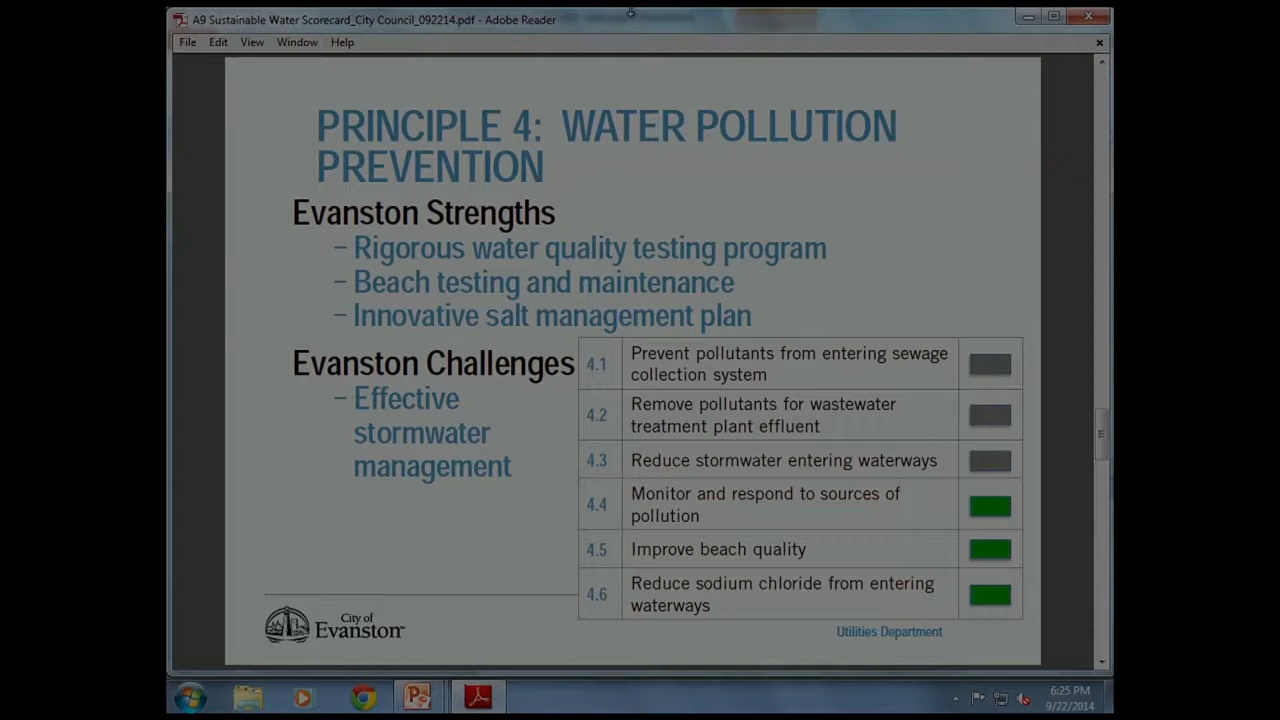 A9 Sustainable Water Scorecard_City Council_092214.pdf - Adobe Reader
File Edit View Window Help
PRINCIPLE 4: WATER POLLUTION
PREVENTION
Evanston Strengths
– Rigorous water quality testing program
– Beach testing and maintenance
– Innovative salt management plan
Evanston Challenges
– Effective
stormwater
management
4.1 Prevent pollutants from entering sewage
collection system
4.2 Remove pollutants for wastewater
treatment plant effluent
4.3 Reduce stormwater entering waterways
4.4 Monitor and respond to sources of
pollution
4.5 Improve beach quality
4.6 Reduce sodium chloride from entering
waterways
City of
Evanston
Utilities Department
6:25 PM
9/22/2014